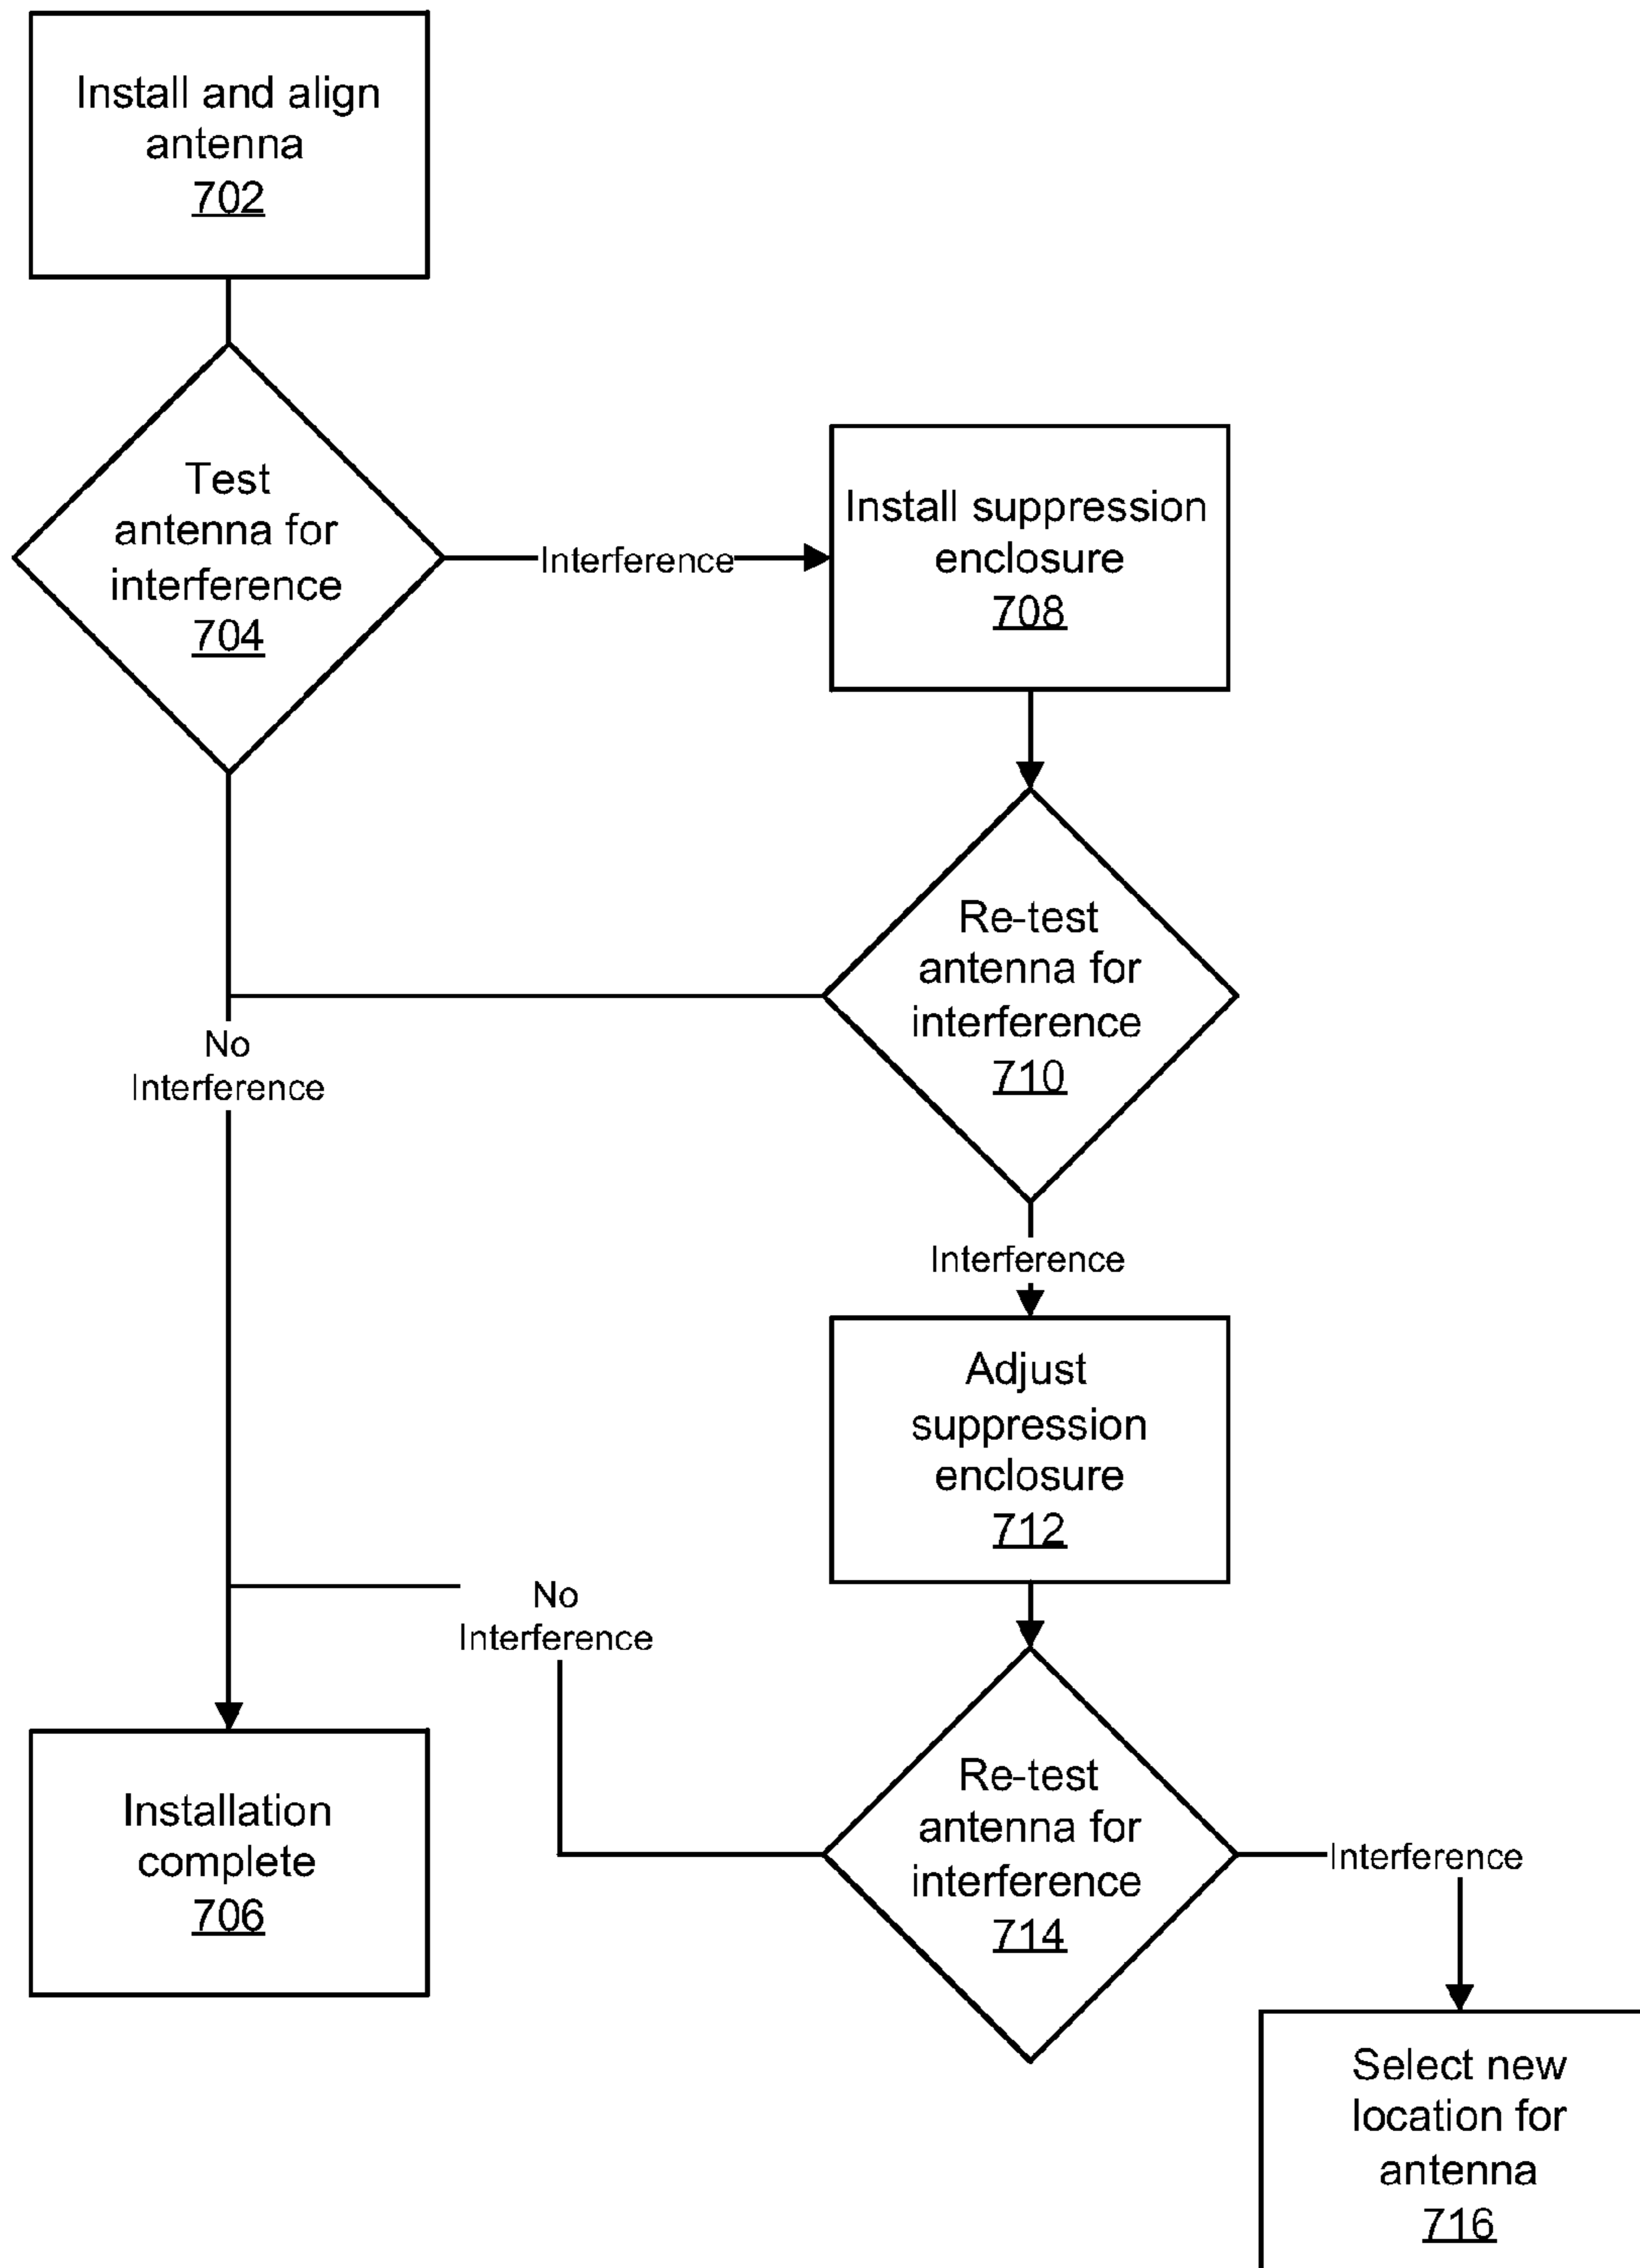 Install and align
antenna
702
Test
antenna for
interference
704
Interference
Install suppression
enclosure
708
Re-test
antenna for
interference
710
No
Interference
Interference
Adjust
suppression
enclosure
712
No
Interference
Installation
complete
706
Re-test
antenna for
interference
714
Interference
Select new
location for
antenna
716